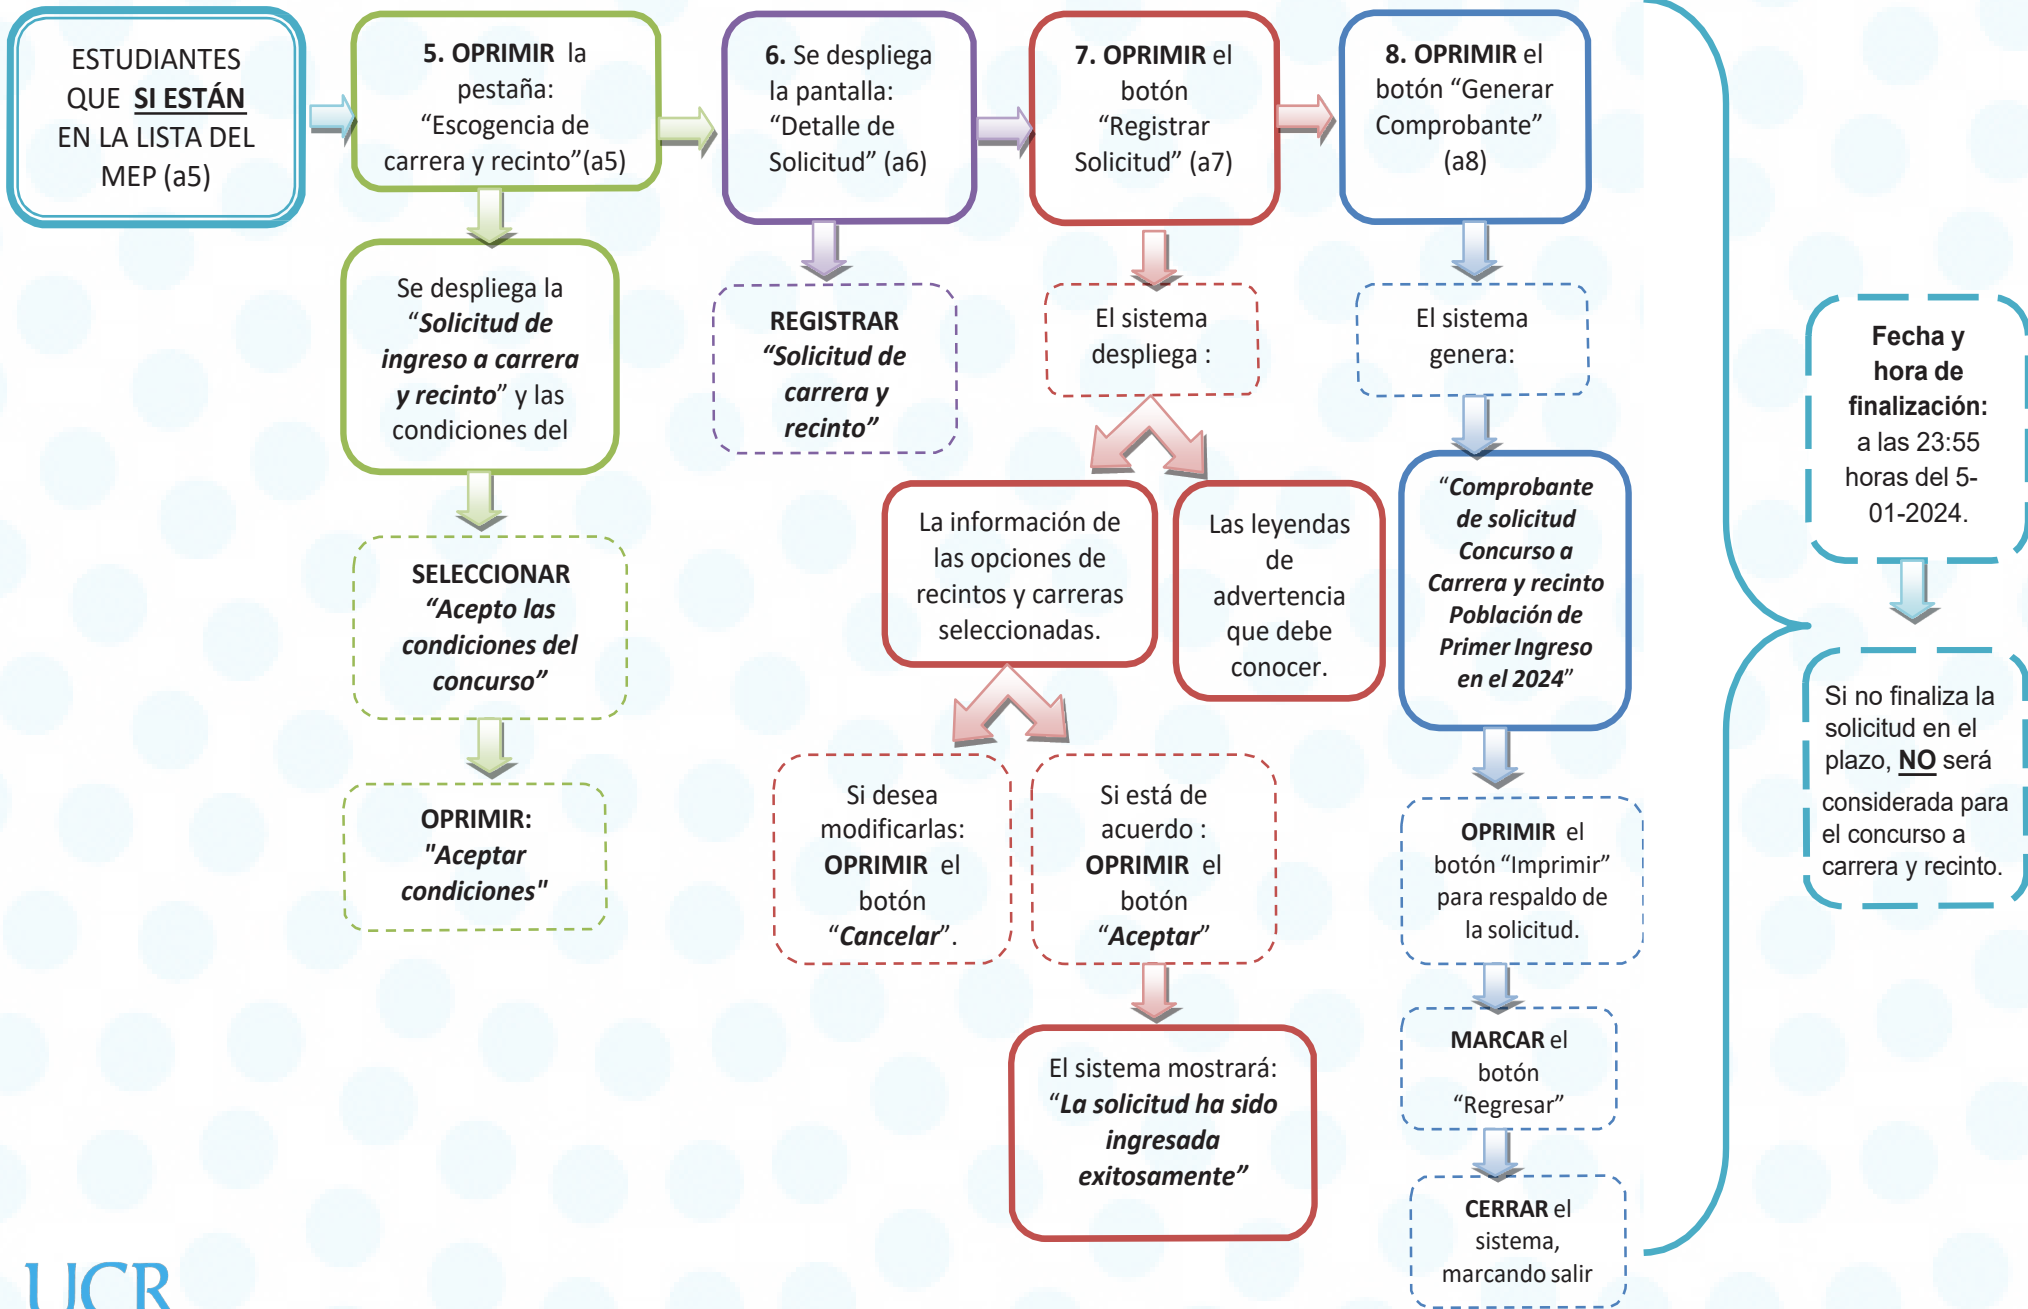 ESTUDIANTES
QUE SI ESTÁN
EN LA LISTA DEL
MEP (a5)
5. OPRIMIR la
pestaña:
“Escogencia de
carrera y recinto”(a5)
Se despliega la
“Solicitud de
ingreso a carrera
y recinto” y las
condiciones del
SELECCIONAR
“Acepto las
condiciones del
concurso”
OPRIMIR:
"Aceptar
condiciones"
6. Se despliega
la pantalla:
“Detalle de
Solicitud” (a6)
REGISTRAR
“Solicitud de
carrera y
recinto”
7. OPRIMIR el
botón
“Registrar
Solicitud” (a7)
El sistema
despliega :
La información de
las opciones de
recintos y carreras
seleccionadas.
Las leyendas
de
advertencia
que debe
conocer.
Si desea
modificarlas:
OPRIMIR el
botón
“Cancelar”.
Si está de
acuerdo :
OPRIMIR el
botón
“Aceptar”
El sistema mostrará:
“La solicitud ha sido
ingresada
exitosamente”
8. OPRIMIR el
botón “Generar
Comprobante”
(a8)
El sistema
genera:
“Comprobante
de solicitud
Concurso a
Carrera y recinto
Población de
Primer Ingreso
en el 2024”
OPRIMIR el
botón “Imprimir”
para respaldo de
la solicitud.
MARCAR el
botón
“Regresar”
CERRAR el
sistema,
marcando salir
Fecha y
hora de
finalización:
a las 23:55
horas del 5-
01-2024.
Si no finaliza la
solicitud en el
plazo, NO será
considerada para
el concurso a
carrera y recinto.
UCR